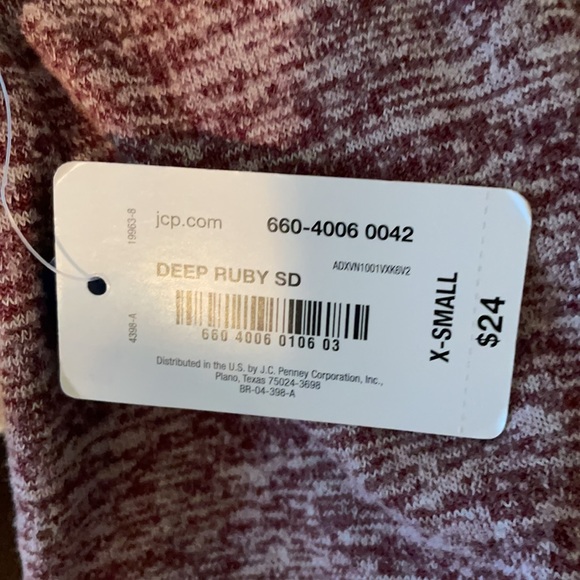 19963-8
jcp.com
660-4006 0042
DEEP RUBY SD
ADXVN1001VXK6V2
4398-A
660 4006 0106 03
Distributed in the U.S. by J.C. Penney Corporation, Inc.,
Plano, Texas 75024-3698
BR-04-398-A
X-SMALL
$24